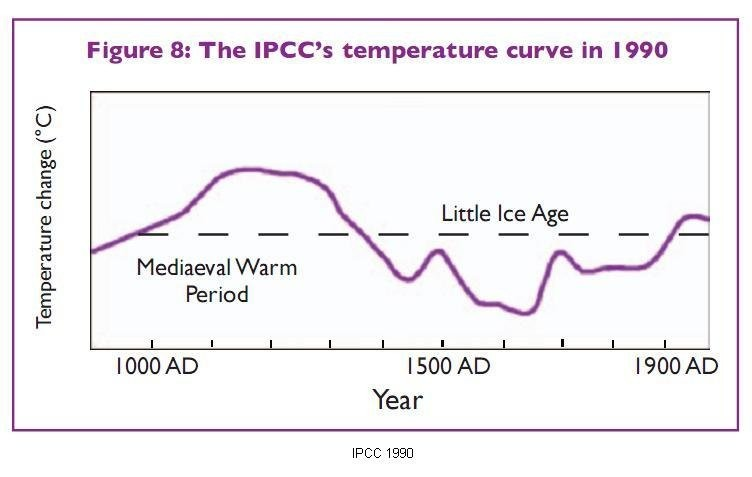 Figure 8: The IPCC's temperature curve in 1990
Temperature change (°C)
Little Ice Age
Mediaeval Warm
Period
1000 AD
1500 AD
1900 AD
Year
IPCC 1990